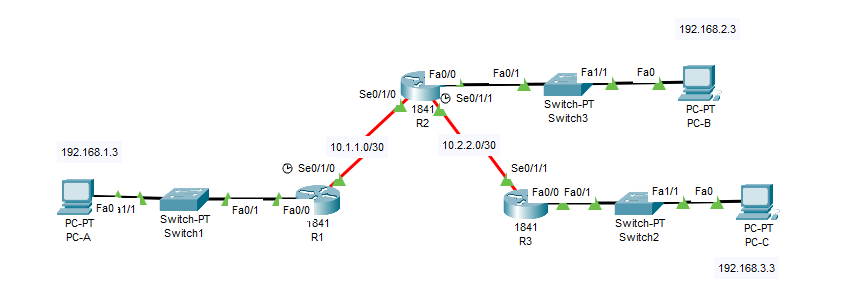 192.168.2.3
Fa0/0
Fa0/1
Fa1/1
Fa0
Se0/1/0
Se0/1/1
1841
R2
Switch-PT
Switch3
PC-PT
PC-B
10.1.1.0/30
10.2.2.0/30
192.168.1.3
Se0/1/0
Se0/1/1
Fa0
a1/1
Fa0/1
Fa0/0
PC-PT
PC-A
Switch-PT
Switch1
1841
R1
Fa0/0
Fa0/1
Fa1/1
Fa0
1841
R3
Switch-PT
Switch2
PC-PT
PC-C
192.168.3.3